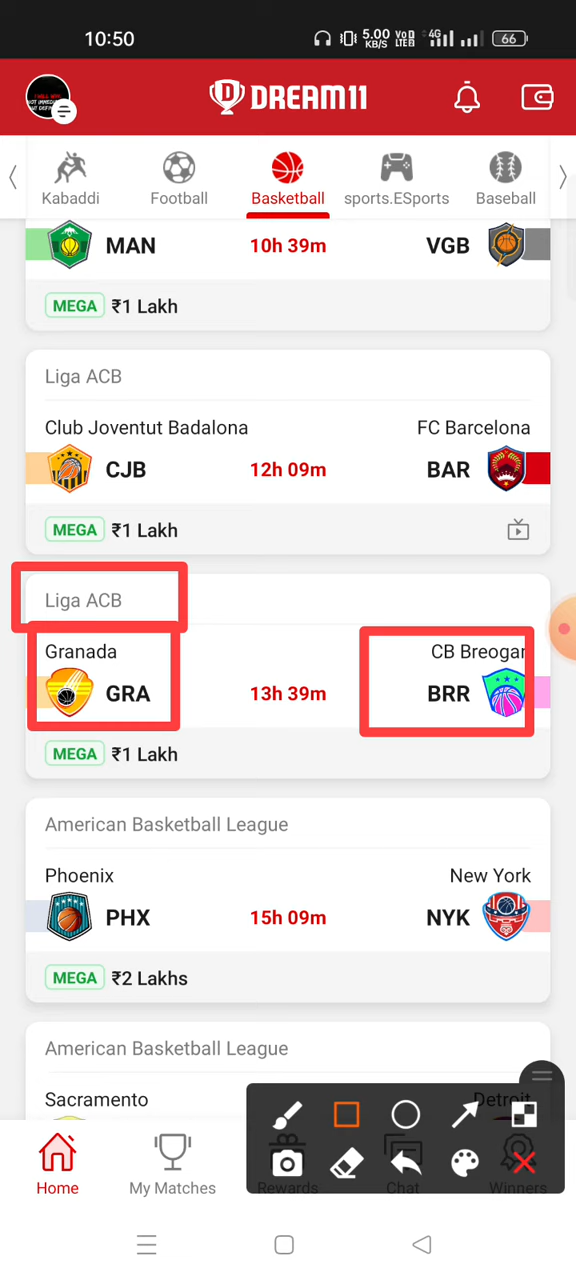 10:50
5.00 KB/S
VoD LTEB
4G
66
DREAM11
Kabaddi
Football
Basketball
sports.ESports
Baseball
MAN
10h 39m
VGB
MEGA ₹1 Lakh
Liga ACB
Club Joventut Badalona
FC Barcelona
CJB
12h 09m
BAR
MEGA ₹1 Lakh
Liga ACB
Granada
CB Breogan
GRA
13h 39m
BRR
MEGA ₹1 Lakh
American Basketball League
Phoenix
New York
PHX
15h 09m
NYK
MEGA ₹2 Lakhs
American Basketball League
Sacramento
Detroit
Home
My Matches
Rewards
Chat
Winners